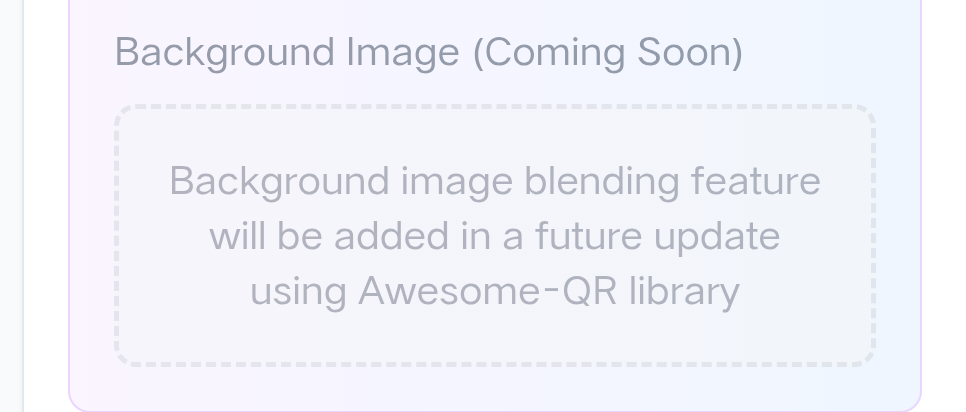 Background Image (Coming Soon)
Background image blending feature
will be added in a future update
using Awesome-QR library